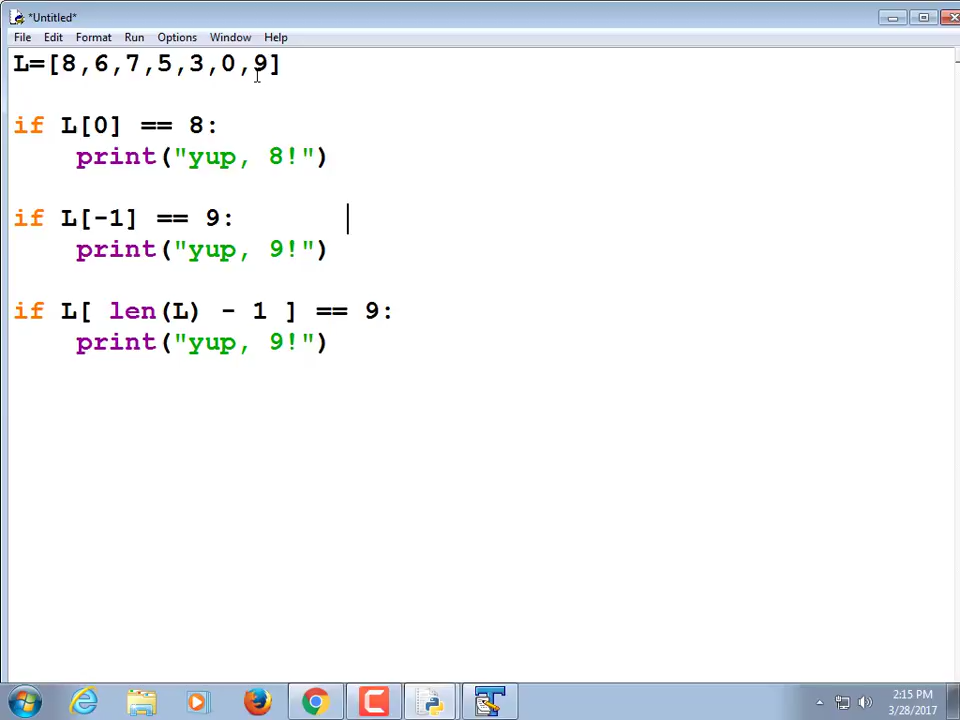 *Untitled*
File Edit Format Run Options Window Help
L=[8,6,7,5,3,0,9]
if L[0] == 8:
    print("yup, 8!")
if L[-1] == 9:
    print("yup, 9!")
if L[ len(L) - 1 ] == 9:
    print("yup, 9!")
2:15 PM
3/28/2017